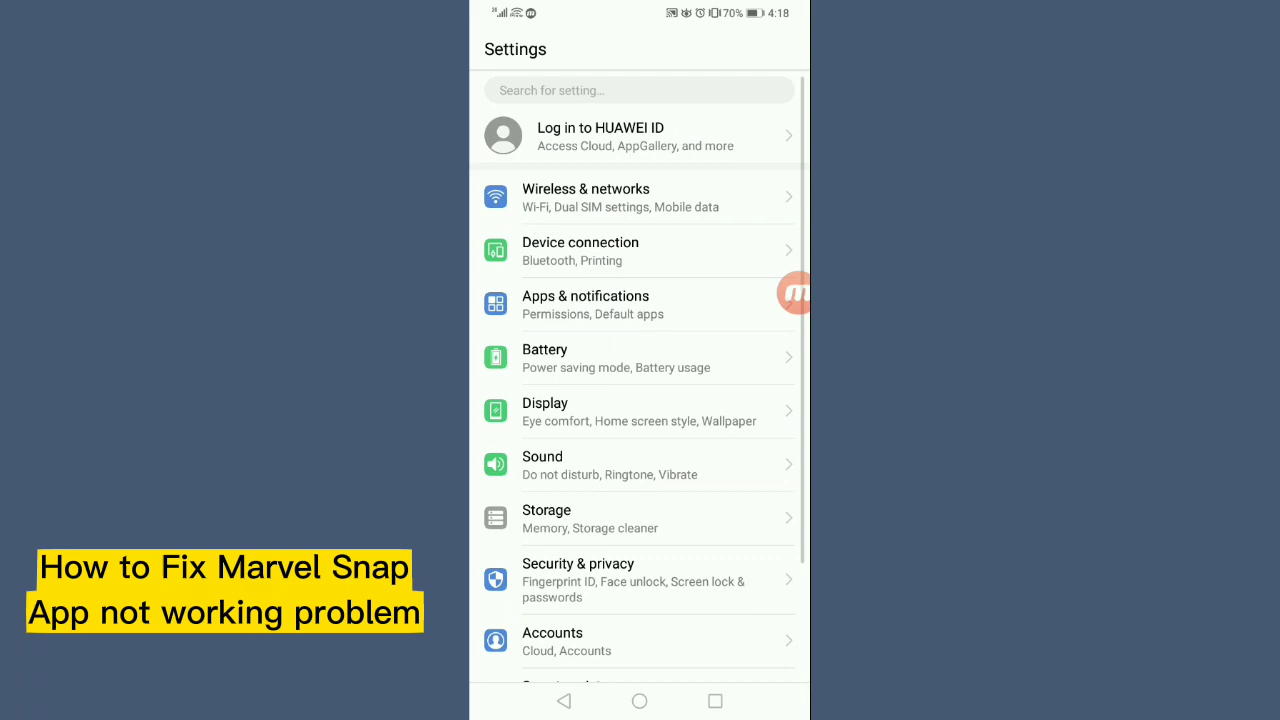 70% 4:18
Settings
Search for setting...
Log in to HUAWEI ID
Access Cloud, AppGallery, and more
Wireless & networks
Wi-Fi, Dual SIM settings, Mobile data
Device connection
Bluetooth, Printing
Apps & notifications
Permissions, Default apps
Battery
Power saving mode, Battery usage
Display
Eye comfort, Home screen style, Wallpaper
Sound
Do not disturb, Ringtone, Vibrate
Storage
Memory, Storage cleaner
Security & privacy
Fingerprint ID, Face unlock, Screen lock &
passwords
Accounts
Cloud, Accounts
How to Fix Marvel Snap
App not working problem